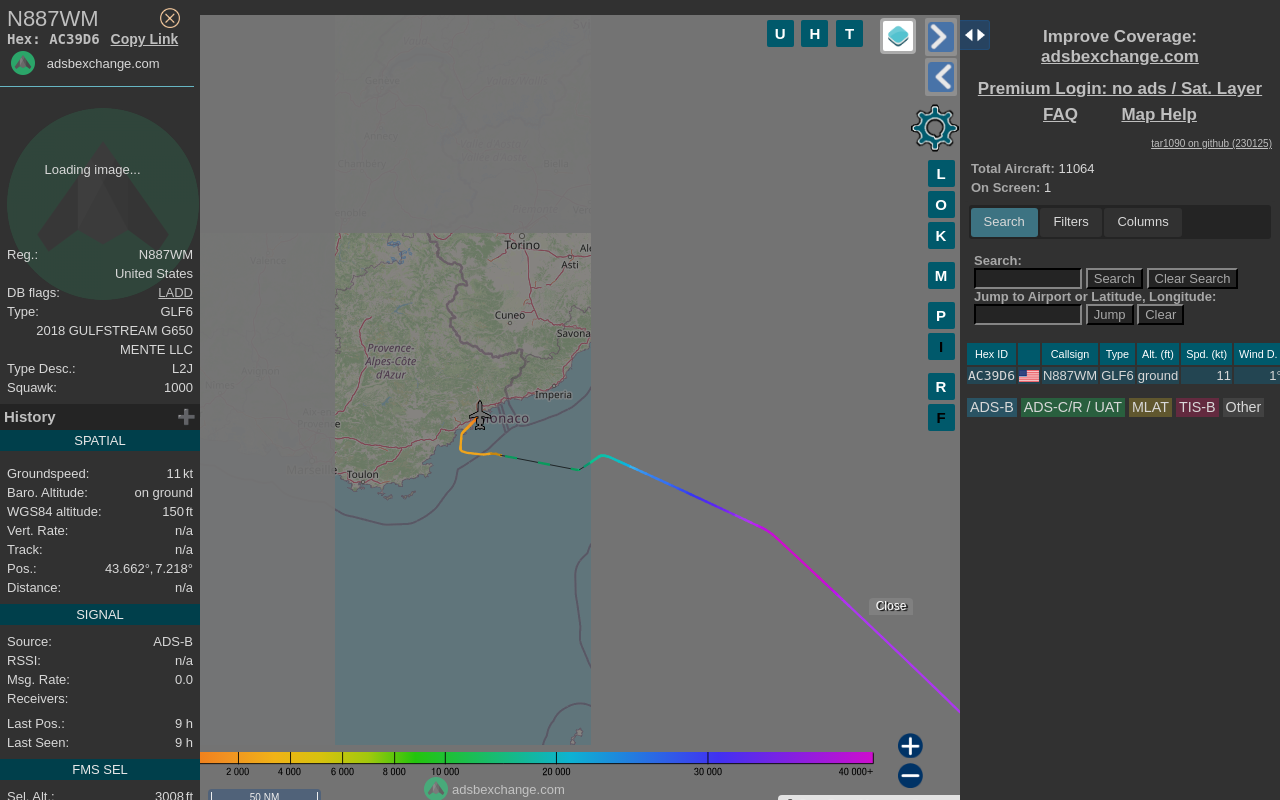 N887WM
Hex: AC39D6 Copy Link
adsbexchange.com
Loading image...
Reg.: N887WM
United States
DB flags: LADD
Type: GLF6
2018 GULFSTREAM G650
MENTE LLC
Type Desc.: L2J
Squawk: 1000
History
SPATIAL
Groundspeed: 11 kt
Baro. Altitude: on ground
WGS84 altitude: 150 ft
Vert. Rate: n/a
Track: n/a
Pos.: 43.662°, 7.218°
Distance: n/a
SIGNAL
Source: ADS-B
RSSI: n/a
Msg. Rate: 0.0
Receivers:
Last Pos.: 9 h
Last Seen: 9 h
FMS SEL
Sel. Alt.: 3008 ft
U H T
L
O
K
M
P
I
R
F
Torino
Asti
Cuneo
Savona
Provence-
Alpes-Côte
d'Azur
Imperia
Toulon
Close
2 000 4 000 6 000 8 000 10 000 20 000 30 000 40 000+
50 NM
adsbexchange.com
Improve Coverage:
adsbexchange.com
Premium Login: no ads / Sat. Layer
FAQ Map Help
tar1090 on github (230125)
Total Aircraft: 11064
On Screen: 1
Search Filters Columns
Search:
Search Clear Search
Jump to Airport or Latitude, Longitude:
Jump Clear
Hex ID Callsign Type Alt. (ft) Spd. (kt) Wind D.
AC39D6 N887WM GLF6 ground 11 1°
ADS-B ADS-C/R / UAT MLAT TIS-B Other